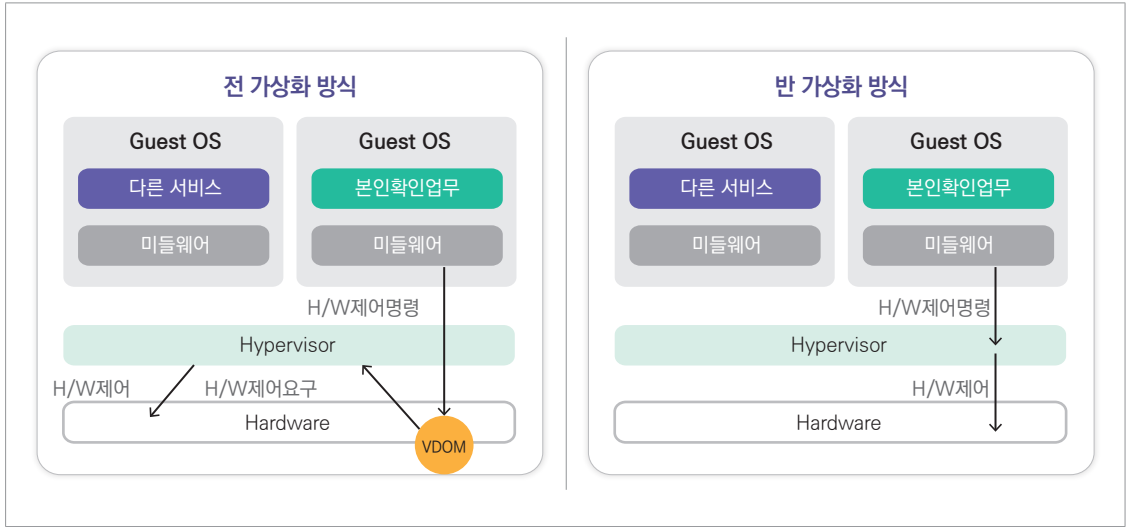 전 가상화 방식
Guest OS
다른 서비스
미들웨어
Guest OS
본인확인업무
미들웨어
H/W제어명령
Hypervisor
H/W제어
H/W제어요구
Hardware
VDOM
반 가상화 방식
Guest OS
다른 서비스
미들웨어
Guest OS
본인확인업무
미들웨어
H/W제어명령
Hypervisor
H/W제어
Hardware